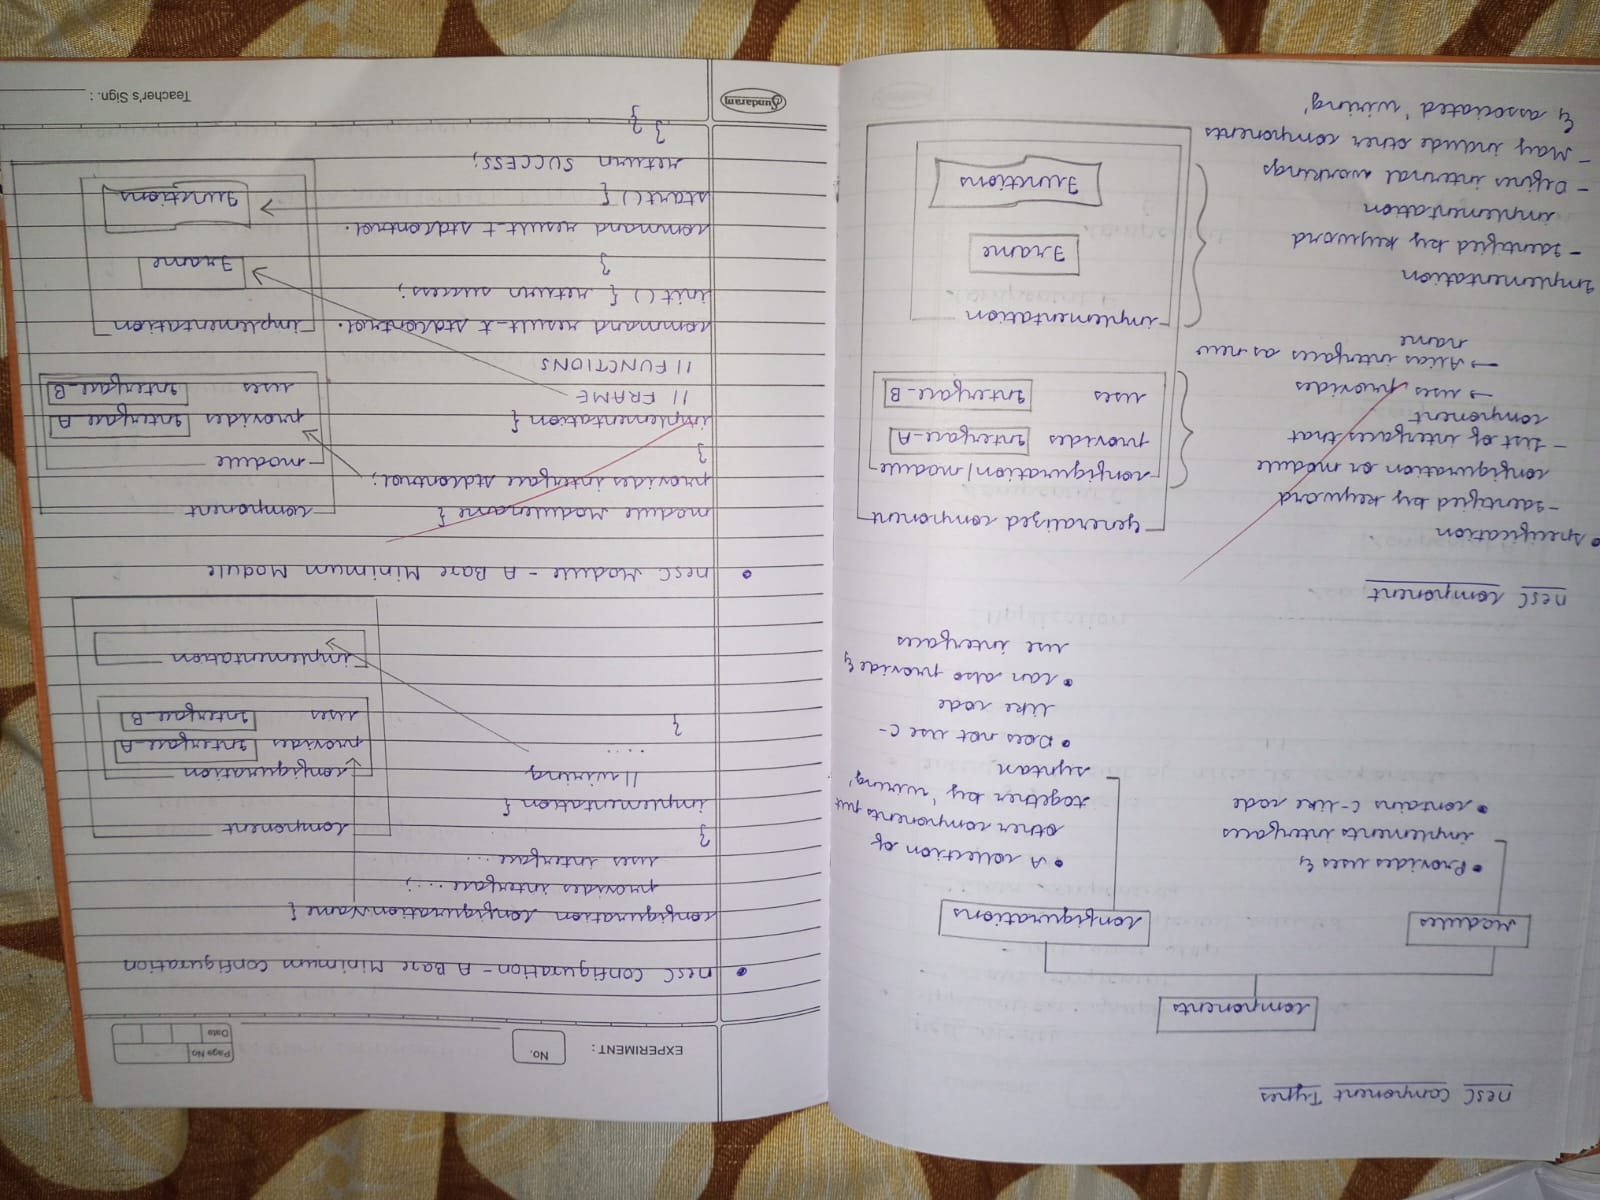 nesC Component Types
Components
Modules
Configurations
• Provides uses &
implements interfaces
• contains C-like code
• A collection of
other components put
together by 'wiring'
syntax
• Does not use C-
like code
• Can also provide &
use interfaces
nesC Component
• Specification
- Identified by keyword
configuration or module
- List of interfaces that
component
→ uses, provides
→ Alias interfaces as new
name
Implementation
- Identified by keyword
implementation
- Defines internal workings
- May include other components
& associated 'wiring'
Generalized component
configuration/module
provides Interface-A
uses Interface-B
implementation
Frame
Functions
EXPERIMENT:
No.
Page No.
Date
• nesC Configuration - A Bare Minimum Configuration
configuration ConfigurationName {
provides interface ....;
uses interface ....
}
implementation {
// wiring
....
}
component
configuration
provides Interface-A
uses Interface-B
implementation
• nesC Module - A Bare Minimum Module
module Modulename {
provides interface stdcontrol;
}
implementation {
// FRAME
// FUNCTIONS
command result_t stdcontrol.
init() { return success;
}
command result_t stdcontrol.
start() {
return SUCCESS;
} }
component
module
provides Interface-A
uses Interface-B
implementation
Frame
Functions
Sundaram
Teacher's Sign. :